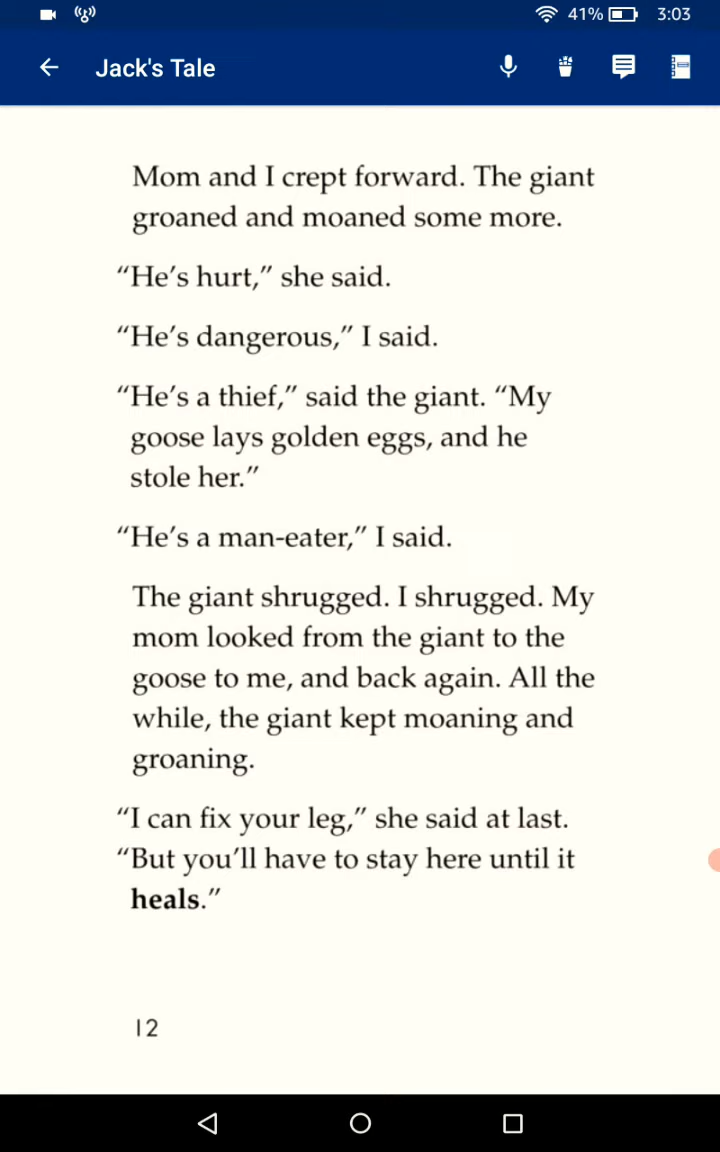 41% 3:03
Jack's Tale
Mom and I crept forward. The giant
groaned and moaned some more.
“He’s hurt,” she said.
“He’s dangerous,” I said.
“He’s a thief,” said the giant. “My
goose lays golden eggs, and he
stole her.”
“He’s a man-eater,” I said.
The giant shrugged. I shrugged. My
mom looked from the giant to the
goose to me, and back again. All the
while, the giant kept moaning and
groaning.
“I can fix your leg,” she said at last.
“But you’ll have to stay here until it
heals.”
12